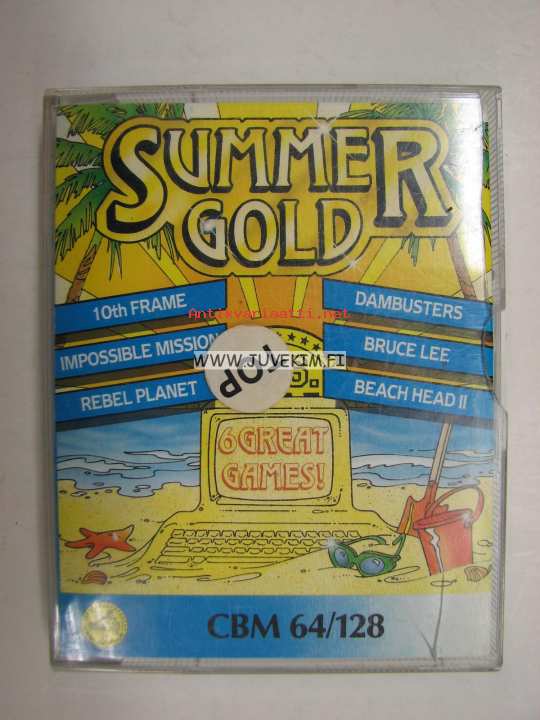 SUMMER
GOLD
10th FRAME
DAMBUSTERS
Antikvariaatti.net
IMPOSSIBLE MISSION
BRUCE LEE
WWW.JUVEKIM.FI
TOP
REBEL PLANET
BEACH HEAD II
6 GREAT
GAMES!
CBM 64/128